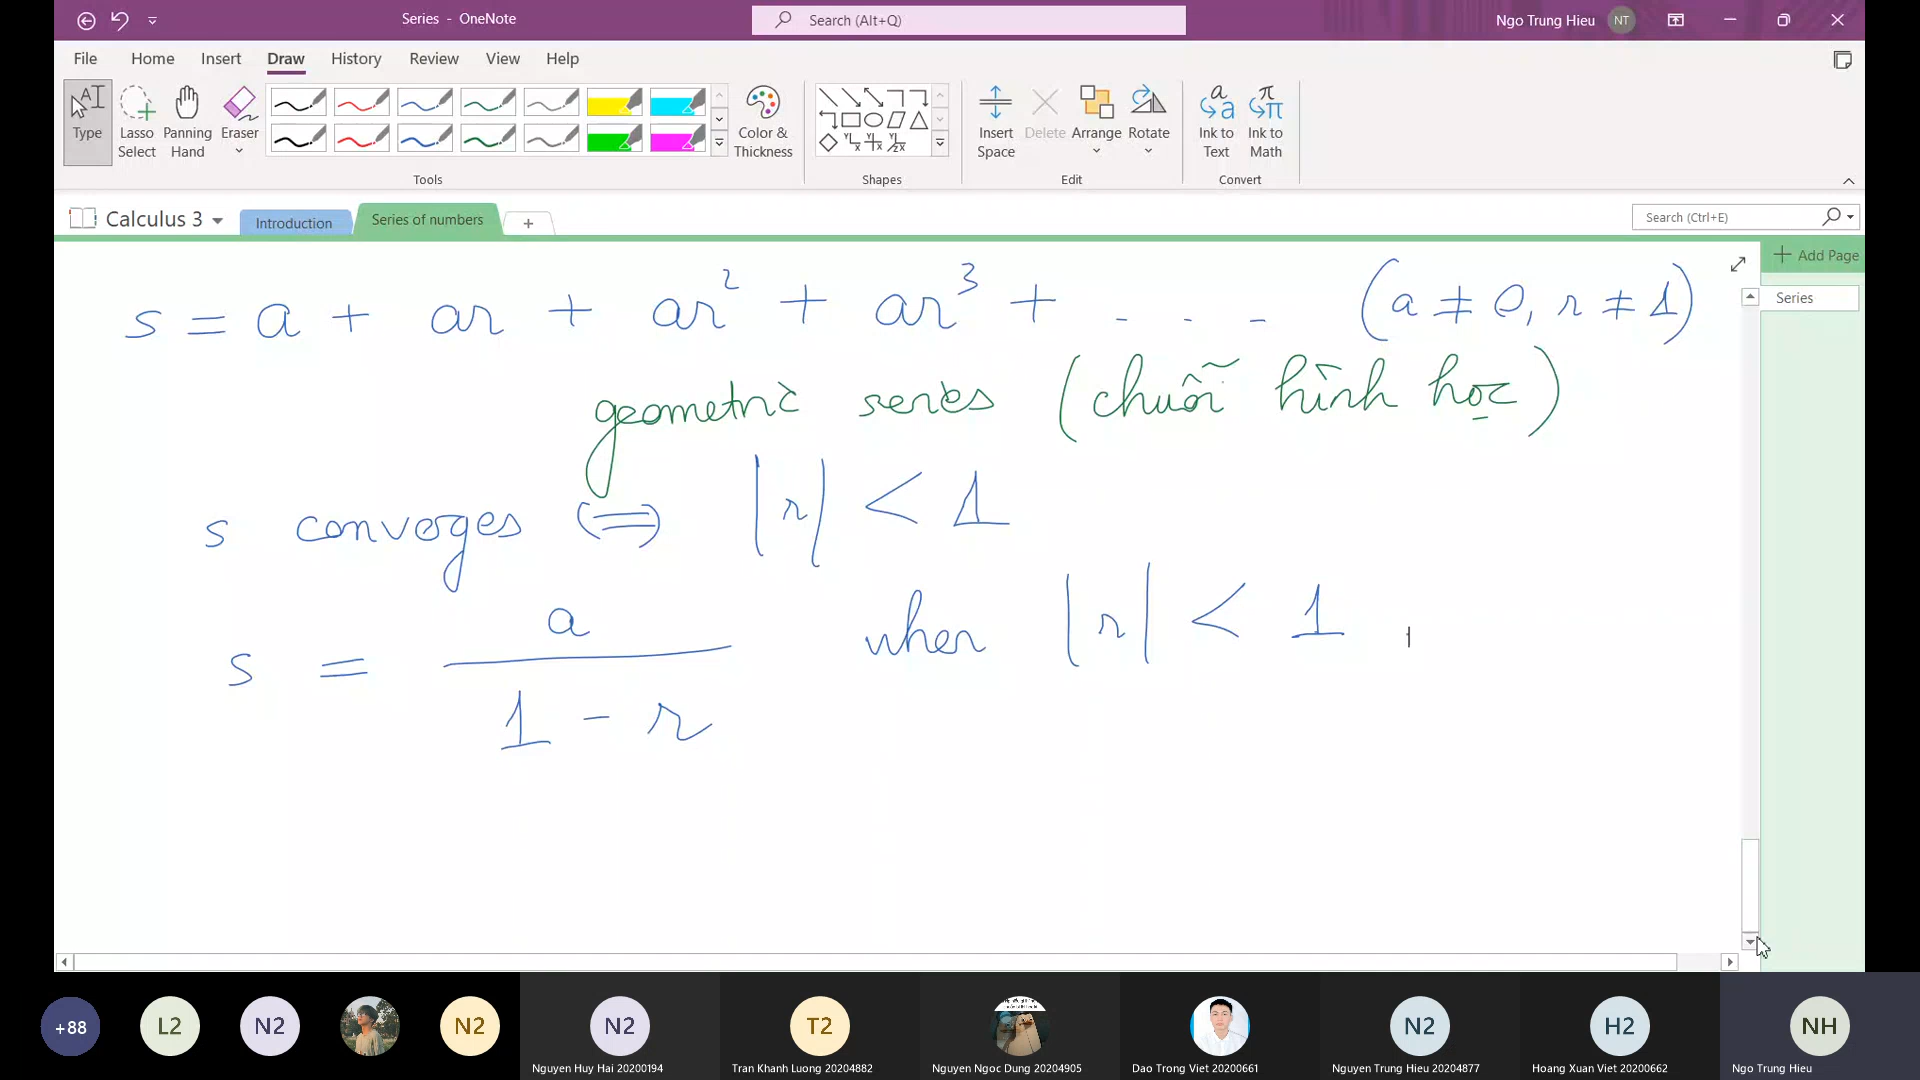 Series - OneNote
Search (Alt+Q)
Ngo Trung Hieu NT
File Home Insert Draw History Review View Help
Type
Lasso Select
Panning Hand
Eraser
Color & Thickness
Insert Space
Delete
Arrange
Rotate
Ink to Text
Ink to Math
Tools Shapes Edit Convert
Calculus 3 Introduction Series of numbers +
Search (Ctrl+E)
Add Page
Series
s = a + ar + ar² + ar³ + . . . (a ≠ 0, r ≠ 1)
geometric series (chuỗi hình học)
s converges ⟺ |r| < 1
s = a / (1 - r) when |r| < 1
+88 L2 N2 N2 N2 T2 N2 H2 NH
Nguyen Huy Hai 20200194
Tran Khanh Luong 20204882
Nguyen Ngoc Dung 20204905
Dao Trong Viet 20200661
Nguyen Trung Hieu 20204877
Hoang Xuan Viet 20200662
Ngo Trung Hieu